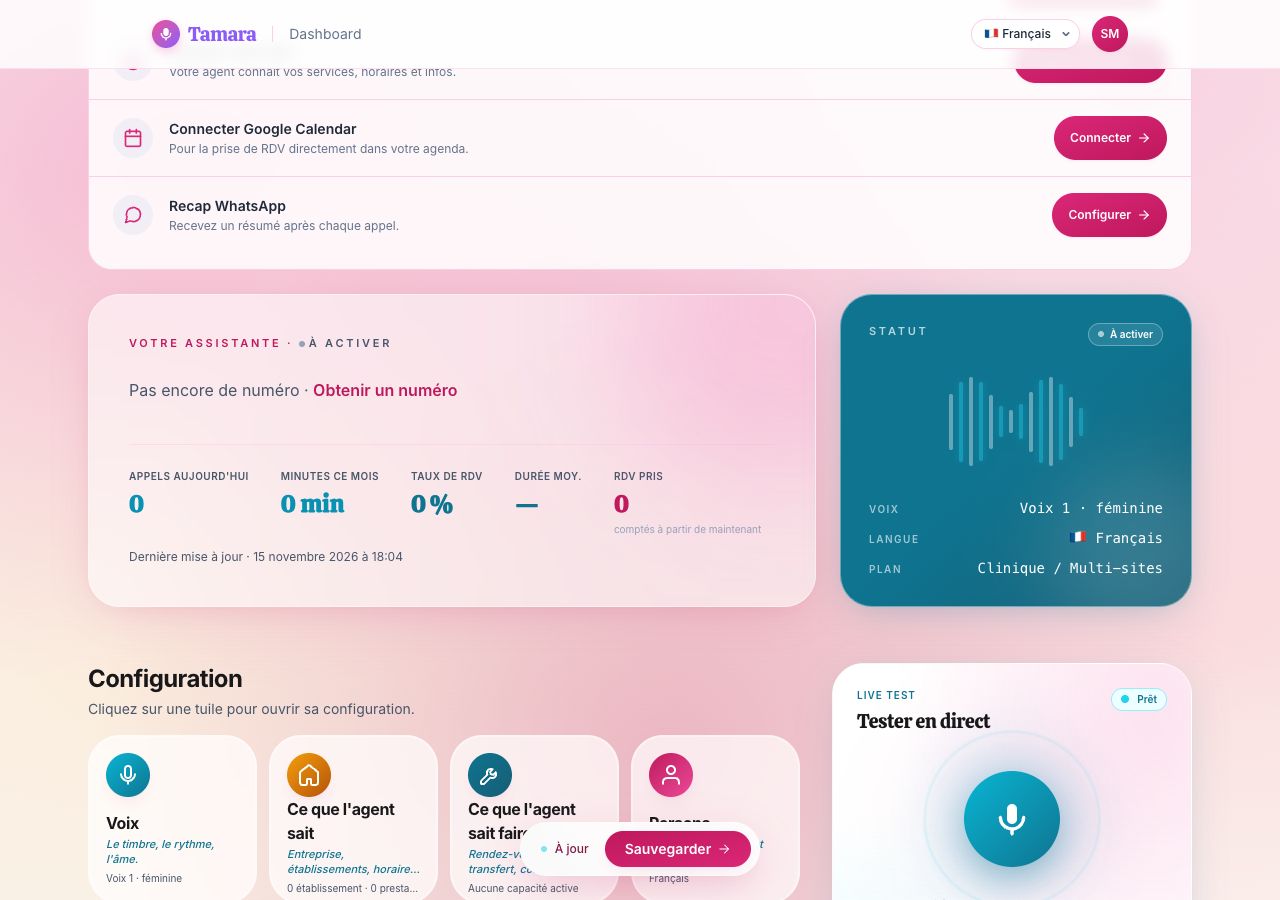 Tamara
Dashboard
Français
SM
Votre agent connaît vos services, horaires et infos.
Connecter Google Calendar
Pour la prise de RDV directement dans votre agenda.
Connecter
Recap WhatsApp
Recevez un résumé après chaque appel.
Configurer
VOTRE ASSISTANTE · À ACTIVER
Pas encore de numéro · Obtenir un numéro
APPELS AUJOURD'HUI
0
MINUTES CE MOIS
0 min
TAUX DE RDV
0 %
DURÉE MOY.
—
RDV PRIS
0
comptés à partir de maintenant
Dernière mise à jour · 15 novembre 2026 à 18:04
STATUT
À activer
VOIX
Voix 1 · féminine
LANGUE
Français
PLAN
Clinique / Multi-sites
Configuration
Cliquez sur une tuile pour ouvrir sa configuration.
Voix
Le timbre, le rythme,
l'âme.
Voix 1 · féminine
Ce que l'agent
sait
Entreprise,
établissements, horaire...
0 établissement · 0 presta...
Ce que l'agent
sait faire
transfert,
Aucune capacité active
Français
À jour
Sauvegarder
LIVE TEST
Prêt
Tester en direct